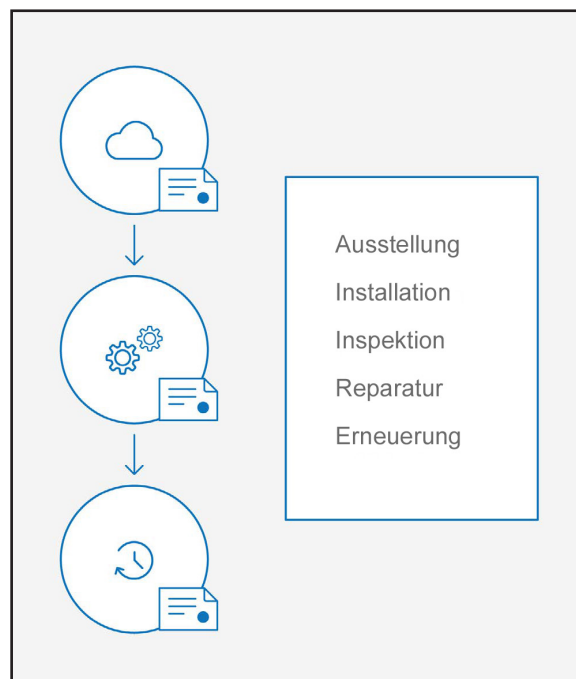 Ausstellung
Installation
Inspektion
Reparatur
Erneuerung